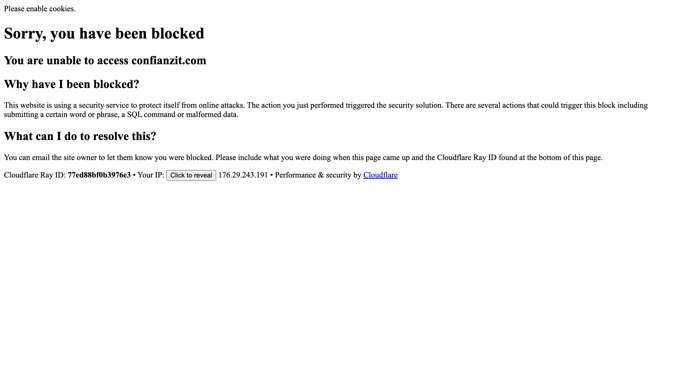 Please enable cookies.
Sorry, you have been blocked
You are unable to access confianzit.com
Why have I been blocked?
This website is using a security service to protect itself from online attacks. The action you just performed triggered the security solution. There are several actions that could trigger this block including
submitting a certain word or phrase, a SQL command or malformed data.
What can I do to resolve this?
You can email the site owner to let them know you were blocked. Please include what you were doing when this page came up and the Cloudflare Ray ID found at the bottom of this page.
Cloudflare Ray ID: 77ed88bf0b3976e3 • Your IP: Click to reveal 176.29.243.191 • Performance & security by Cloudflare